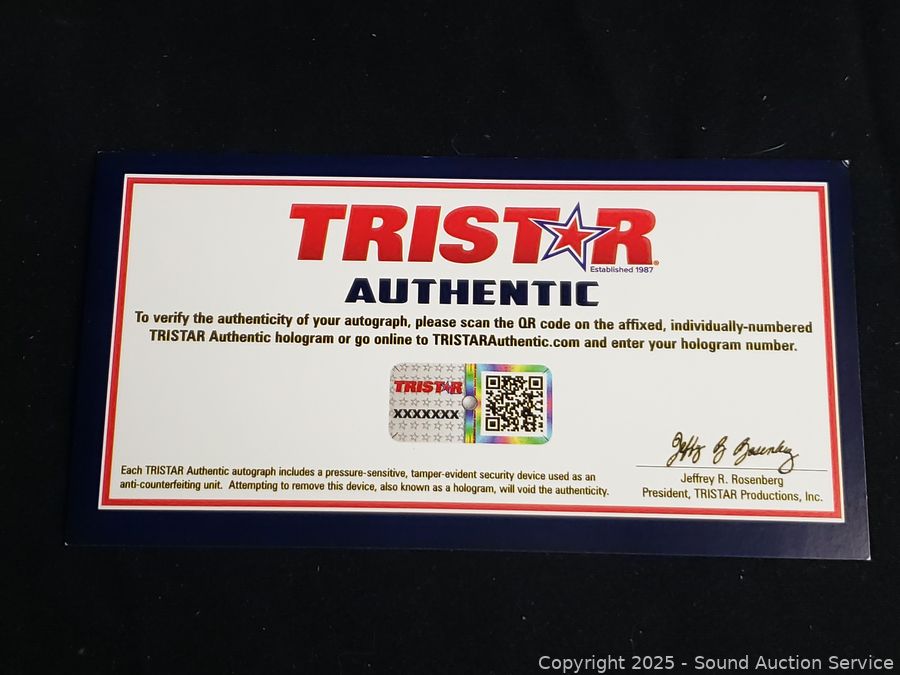 TRISTAR®
Established 1987
AUTHENTIC
To verify the authenticity of your autograph, please scan the QR code on the affixed, individually-numbered
TRISTAR Authentic hologram or go online to TRISTARAuthentic.com and enter your hologram number.
TRISTAR
XXXXXXX
Each TRISTAR Authentic autograph includes a pressure-sensitive, tamper-evident security device used as an
anti-counterfeiting unit. Attempting to remove this device, also known as a hologram, will void the authenticity.
Jeffrey R. Rosenberg
President, TRISTAR Productions, Inc.
Copyright 2025 - Sound Auction Service